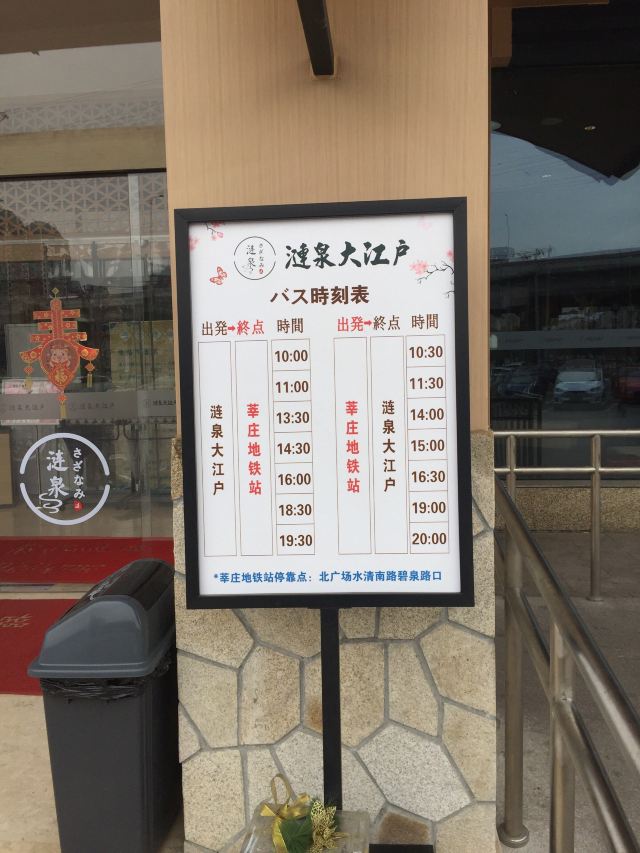 さざなみ
涟泉
漣泉大江户
バス時刻表
出発➡終点 時間
涟泉大江户
莘庄地铁站
10:00
11:00
13:30
14:30
16:00
18:30
19:30
出発➡終点 時間
莘庄地铁站
涟泉大江户
10:30
11:30
14:00
15:00
16:30
19:00
20:00
*莘庄地铁站停靠点：北广场水清南路碧泉路口
涟泉大江户
さざなみ
涟泉